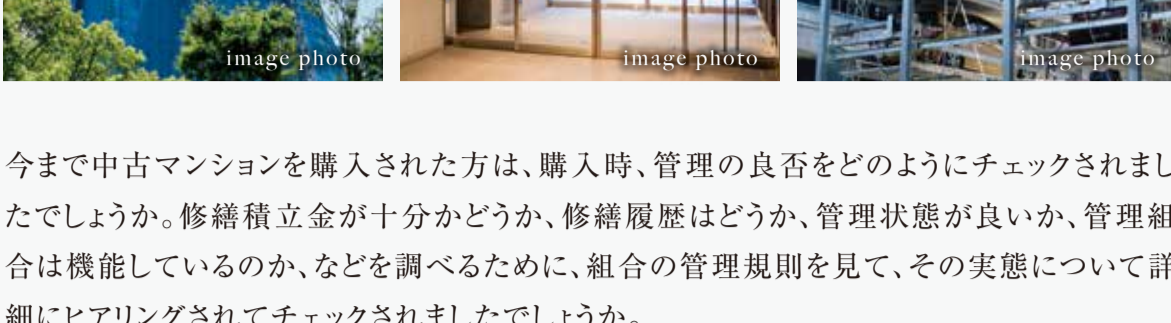 image photo
image photo
image photo
今まで中古マンションを購入された方は、購入時、管理の良否をどのようにチェックされまし
たでしょうか。修繕積立金が十分かどうか、修繕履歴はどうか、管理状態が良いか、管理組
合は機能しているのか、などを調べるために、組合の管理規則を見て、その実態について詳
細にヒアリングされてチェックされましたでしょうか。